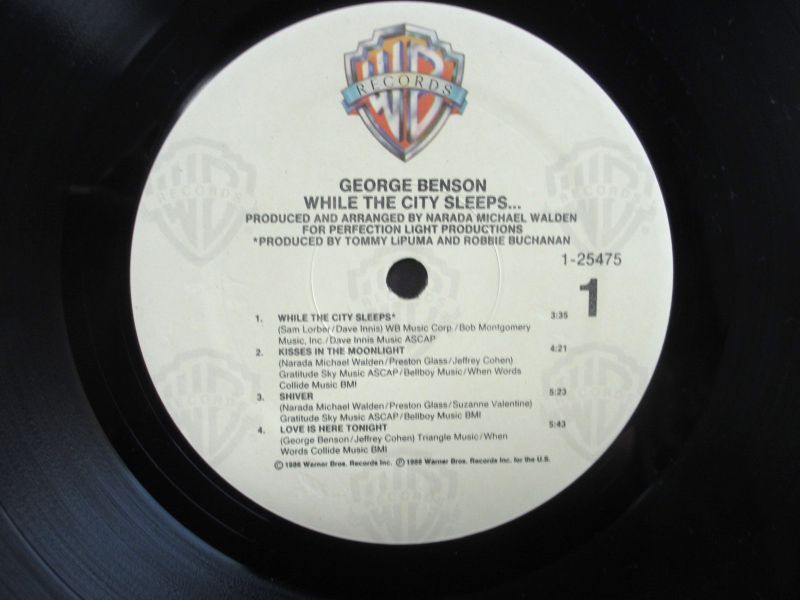 WB
RECORDS
GEORGE BENSON
WHILE THE CITY SLEEPS...
PRODUCED AND ARRANGED BY NARADA MICHAEL WALDEN
FOR PERFECTION LIGHT PRODUCTIONS
*PRODUCED BY TOMMY LiPUMA AND ROBBIE BUCHANAN
1-25475
1
1. WHILE THE CITY SLEEPS* 3:35
(Sam Lorber/Dave Innis) WB Music Corp./Bob Montgomery
Music, Inc./Dave Innis Music ASCAP
2. KISSES IN THE MOONLIGHT 4:21
(Narada Michael Walden/Preston Glass/Jeffrey Cohen)
Gratitude Sky Music ASCAP/Bellboy Music/When Words
Collide Music BMI
3. SHIVER 5:23
(Narada Michael Walden/Preston Glass/Suzanne Valentine)
Gratitude Sky Music ASCAP/Bellboy Music BMI
4. LOVE IS HERE TONIGHT 5:43
(George Benson/Jeffrey Cohen) Triangle Music/When
Words Collide Music BMI
©1986 Warner Bros. Records Inc. ℗1986 Warner Bros. Records Inc. for the U.S.